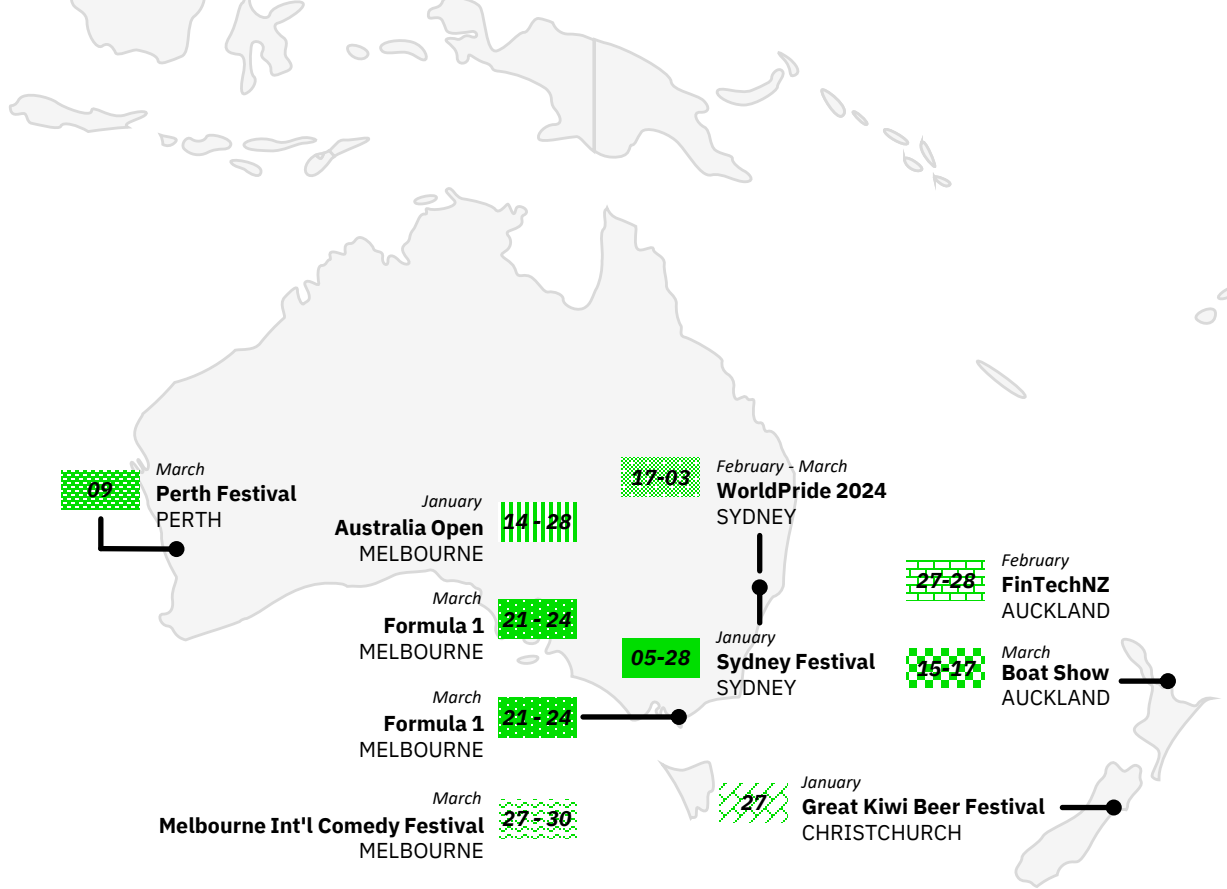 09
March
Perth Festival
PERTH
January
Australia Open
MELBOURNE
14 - 28
March
Formula 1
MELBOURNE
21 - 24
March
Formula 1
MELBOURNE
21 - 24
March
Melbourne Int'l Comedy Festival
MELBOURNE
27 - 30
17-03
February - March
WorldPride 2024
SYDNEY
05-28
January
Sydney Festival
SYDNEY
27-28
February
FinTechNZ
AUCKLAND
15-17
March
Boat Show
AUCKLAND
27
January
Great Kiwi Beer Festival
CHRISTCHURCH